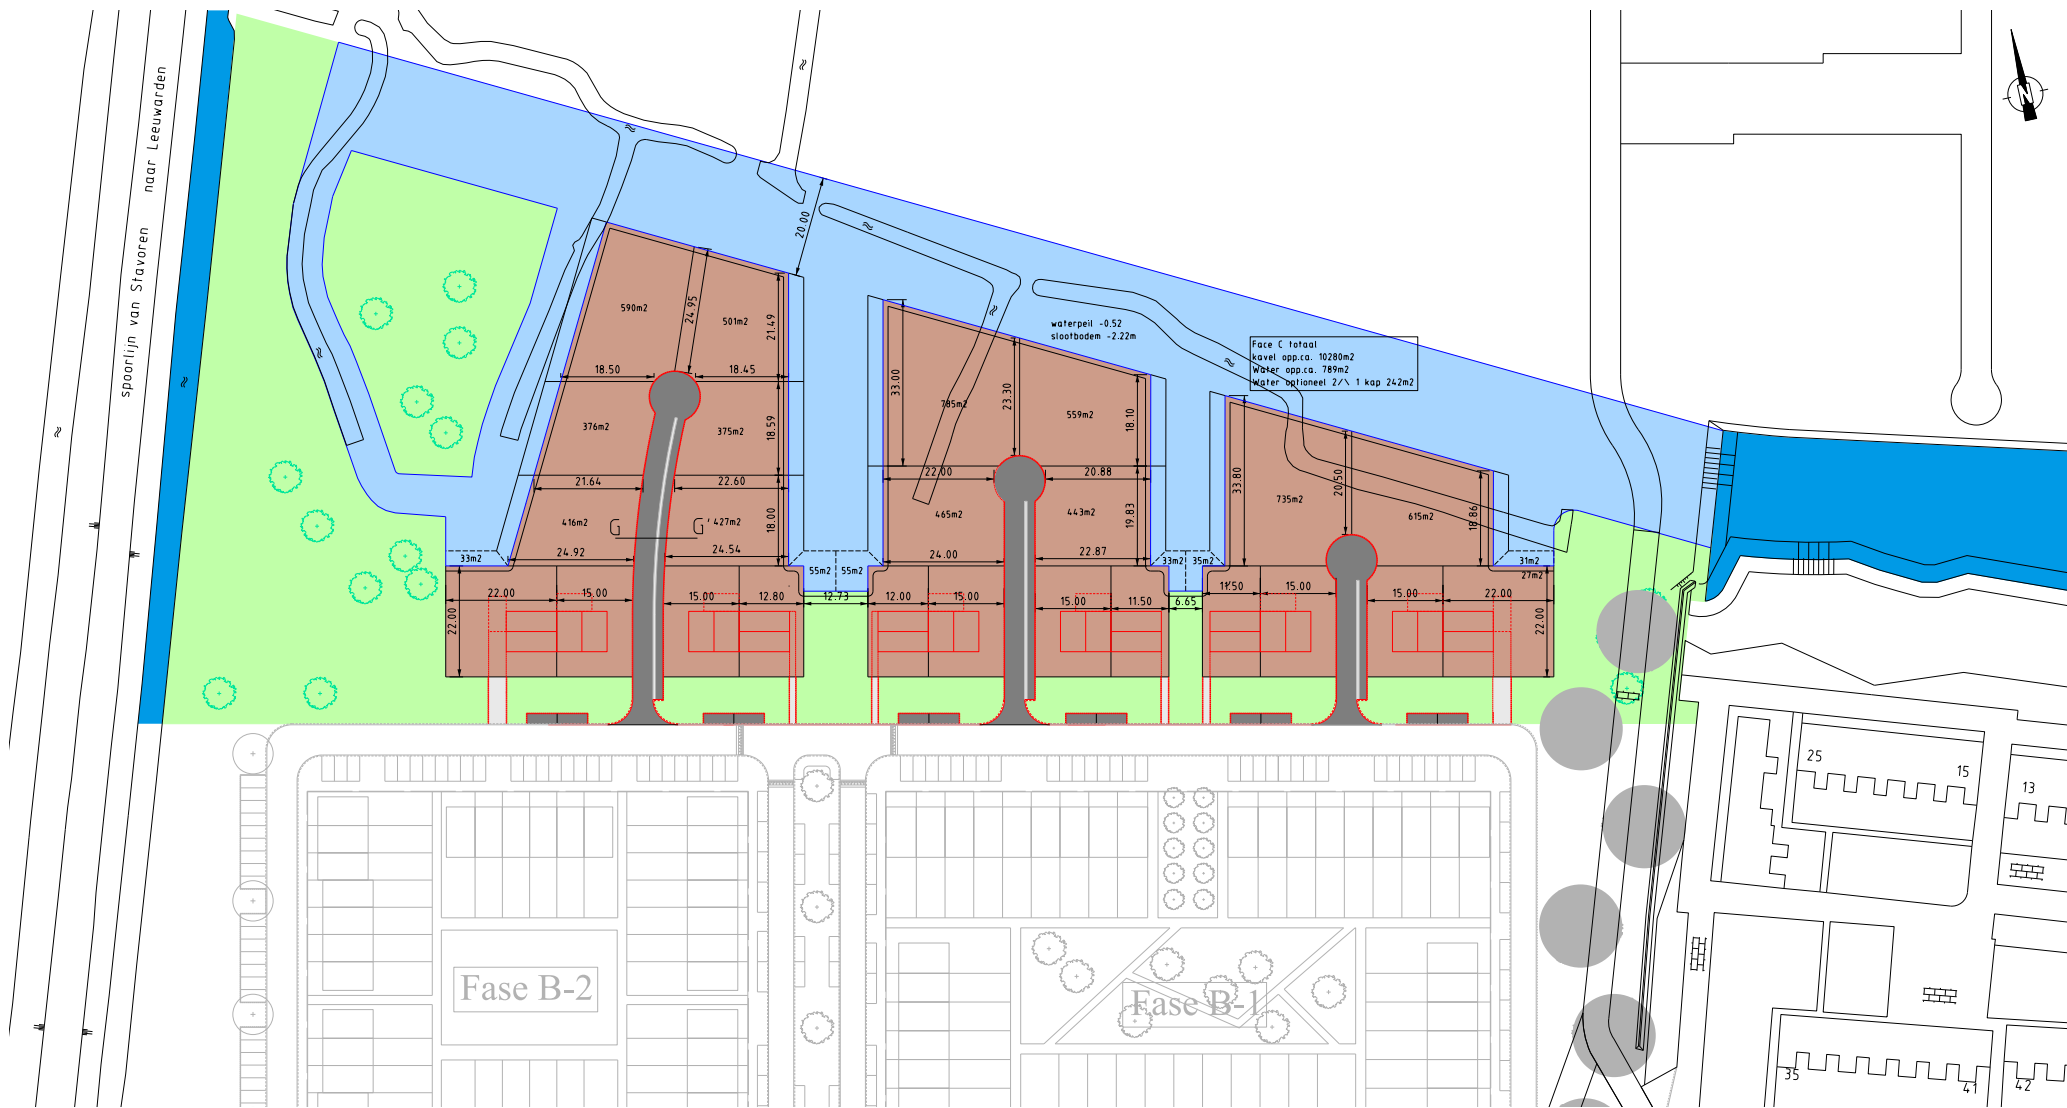 spoorlijn van Stavoren naar Leeuwarden
N
20.00
590m2
501m2
24.95
21.49
18.50
18.45
376m2
375m2
18.59
21.64
22.60
416m2
G
G'
427m2
18.00
24.92
24.54
33m2
55m2
55m2
22.00
15.00
15.00
12.80
12.73
12.00
15.00
22.00
waterpeil -0.52
slootbodem -2.22m
33.00
785m2
23.30
559m2
18.10
22.00
20.88
465m2
443m2
19.83
24.00
22.87
33m2
35m2
15.00
11.50
6.65
11.50
15.00
Face C totaal
kavel opp.ca. 10280m2
Water opp.ca. 789m2
Water optioneel 2/\ 1 kap 242m2
33.80
735m2
20.50
615m2
18.86
31m2
27m2
15.00
22.00
22.00
Fase B-2
Fase B-1
25
15
13
35
41
42